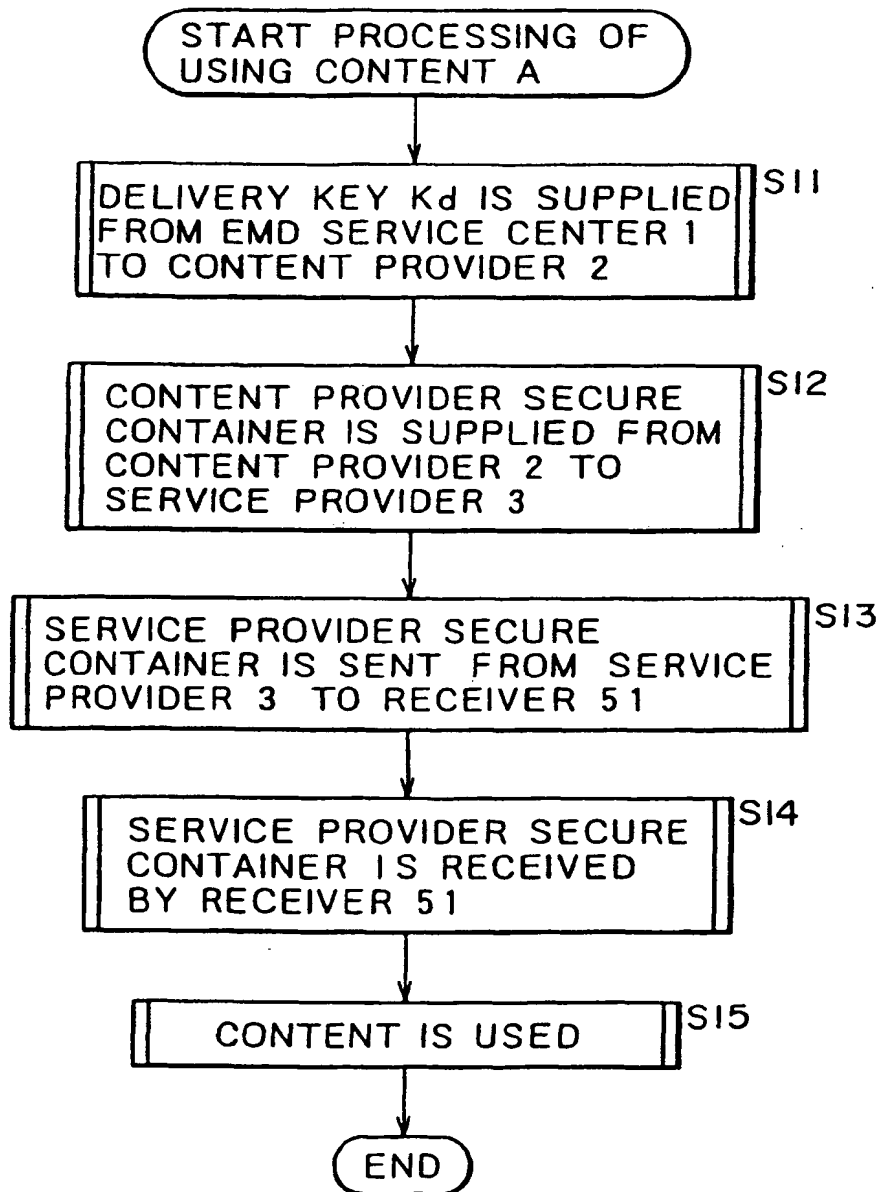 START PROCESSING OF
USING CONTENT A
S11
DELIVERY KEY Kd IS SUPPLIED
FROM EMD SERVICE CENTER 1
TO CONTENT PROVIDER 2
S12
CONTENT PROVIDER SECURE
CONTAINER IS SUPPLIED FROM
CONTENT PROVIDER 2 TO
SERVICE PROVIDER 3
S13
SERVICE PROVIDER SECURE
CONTAINER IS SENT FROM SERVICE
PROVIDER 3 TO RECEIVER 51
S14
SERVICE PROVIDER SECURE
CONTAINER IS RECEIVED
BY RECEIVER 51
S15
CONTENT IS USED
END